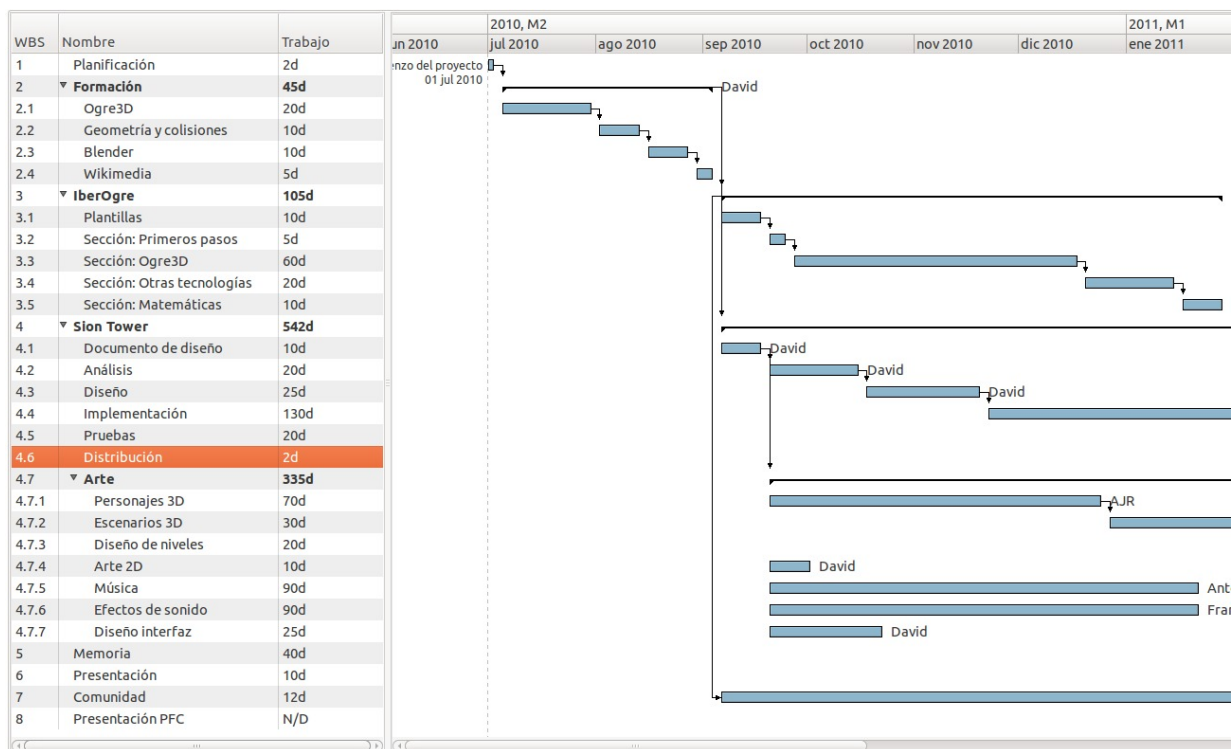 2010, M2 2011, M1
WBS Nombre Trabajo un 2010 jul 2010 ago 2010 sep 2010 oct 2010 nov 2010 dic 2010 ene 2011
1 Planificación 2d nzo del proyecto
01 jul 2010
2 Formación 45d David
2.1 Ogre3D 20d
2.2 Geometría y colisiones 10d
2.3 Blender 10d
2.4 Wikimedia 5d
3 IberOgre 105d
3.1 Plantillas 10d
3.2 Sección: Primeros pasos 5d
3.3 Sección: Ogre3D 60d
3.4 Sección: Otras tecnologías 20d
3.5 Sección: Matemáticas 10d
4 Sion Tower 542d
4.1 Documento de diseño 10d David
4.2 Análisis 20d David
4.3 Diseño 25d David
4.4 Implementación 130d
4.5 Pruebas 20d
4.6 Distribución 2d
4.7 Arte 335d
4.7.1 Personajes 3D 70d AJR
4.7.2 Escenarios 3D 30d
4.7.3 Diseño de niveles 20d
4.7.4 Arte 2D 10d David
4.7.5 Música 90d Ant
4.7.6 Efectos de sonido 90d Fran
4.7.7 Diseño interfaz 25d David
5 Memoria 40d
6 Presentación 10d
7 Comunidad 12d
8 Presentación PFC N/D